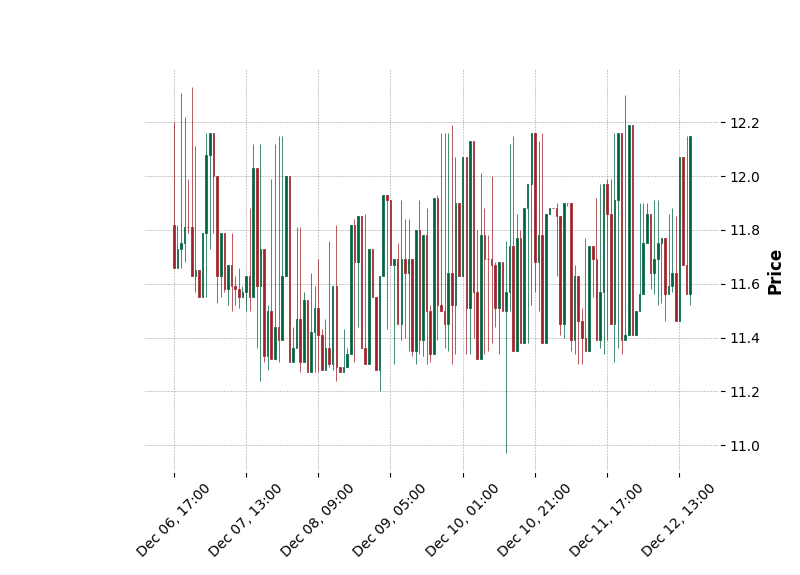 12.2
12.0
11.8
11.6
11.4
11.2
11.0
Price
Dec 06, 17:00
Dec 07, 13:00
Dec 08, 09:00
Dec 09, 05:00
Dec 10, 01:00
Dec 10, 21:00
Dec 11, 17:00
Dec 12, 13:00